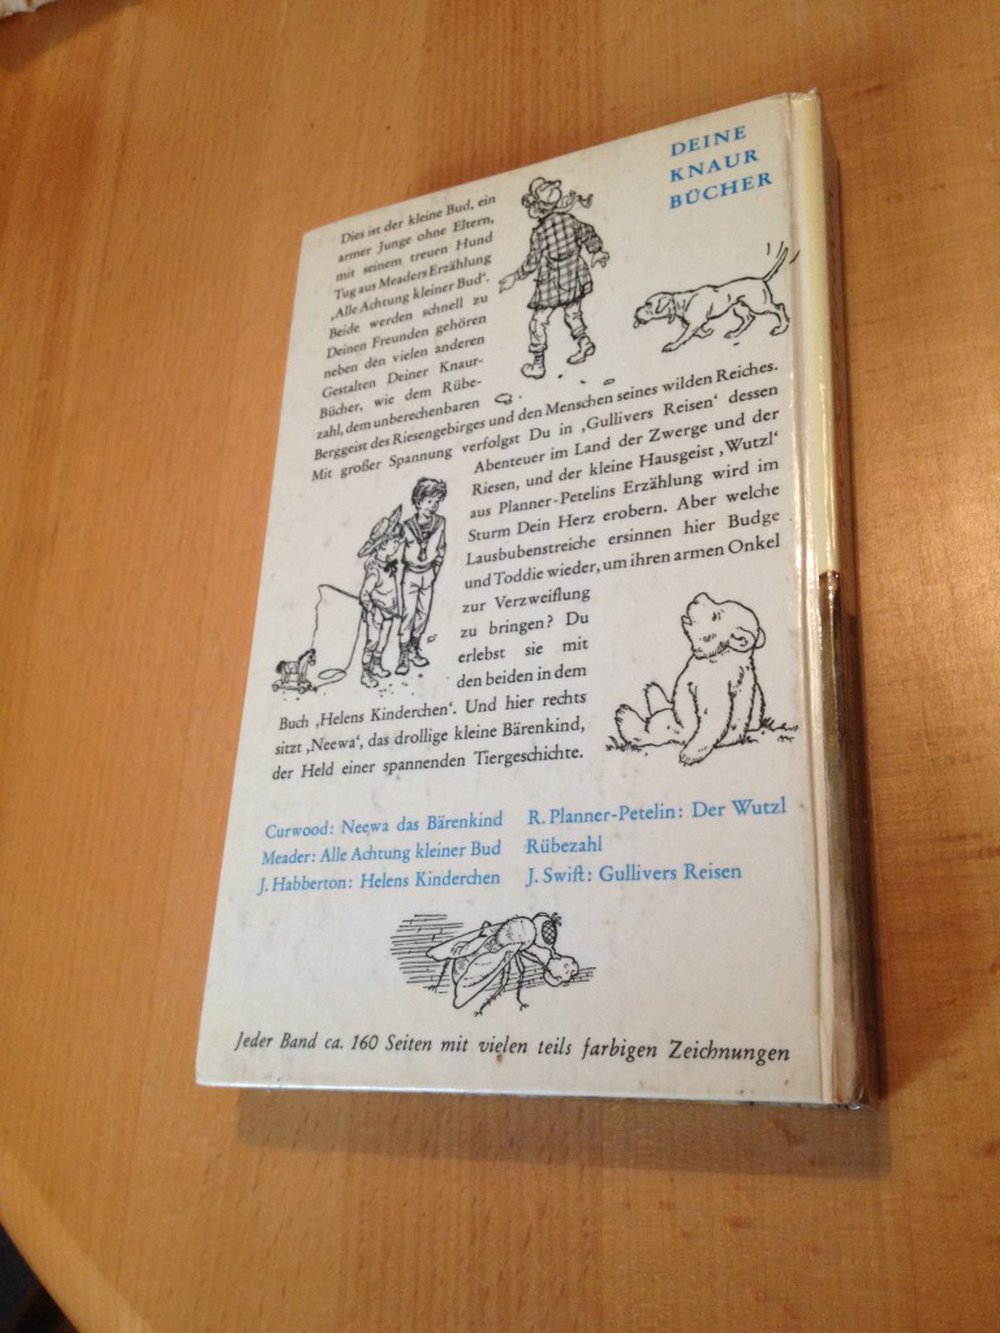 DEINE
KNAUR
BÜCHER
Dies ist der kleine Bud, ein
armer Junge ohne Eltern,
mit seinem treuen Hund
Tug aus Meaders Erzählung
‚Alle Achtung kleiner Bud‘.
Beide werden schnell zu
Deinen Freunden gehören
neben den vielen anderen
Gestalten Deiner Knaur-
Bücher, wie dem Rübe-
zahl, dem unberechenbaren
Berggeist des Riesengebirges und den Menschen seines wilden Reiches.
Mit großer Spannung verfolgst Du in ‚Gullivers Reisen‘ dessen
Abenteuer im Land der Zwerge und der
Riesen, und der kleine Hausgeist ‚Wutzl‘
aus Planner-Petelins Erzählung wird im
Sturm Dein Herz erobern. Aber welche
Lausbubenstreiche ersinnen hier Budge
und Toddie wieder, um ihren armen Onkel
zur Verzweiflung
zu bringen? Du
erlebst sie mit
den beiden in dem
Buch ‚Helens Kinderchen‘. Und hier rechts
sitzt ‚Neewa‘, das drollige kleine Bärenkind,
der Held einer spannenden Tiergeschichte.
Curwood: Neewa das Bärenkind
Meader: Alle Achtung kleiner Bud
J. Habberton: Helens Kinderchen
R. Planner-Petelin: Der Wutzl
Rübezahl
J. Swift: Gullivers Reisen
Jeder Band ca. 160 Seiten mit vielen teils farbigen Zeichnungen